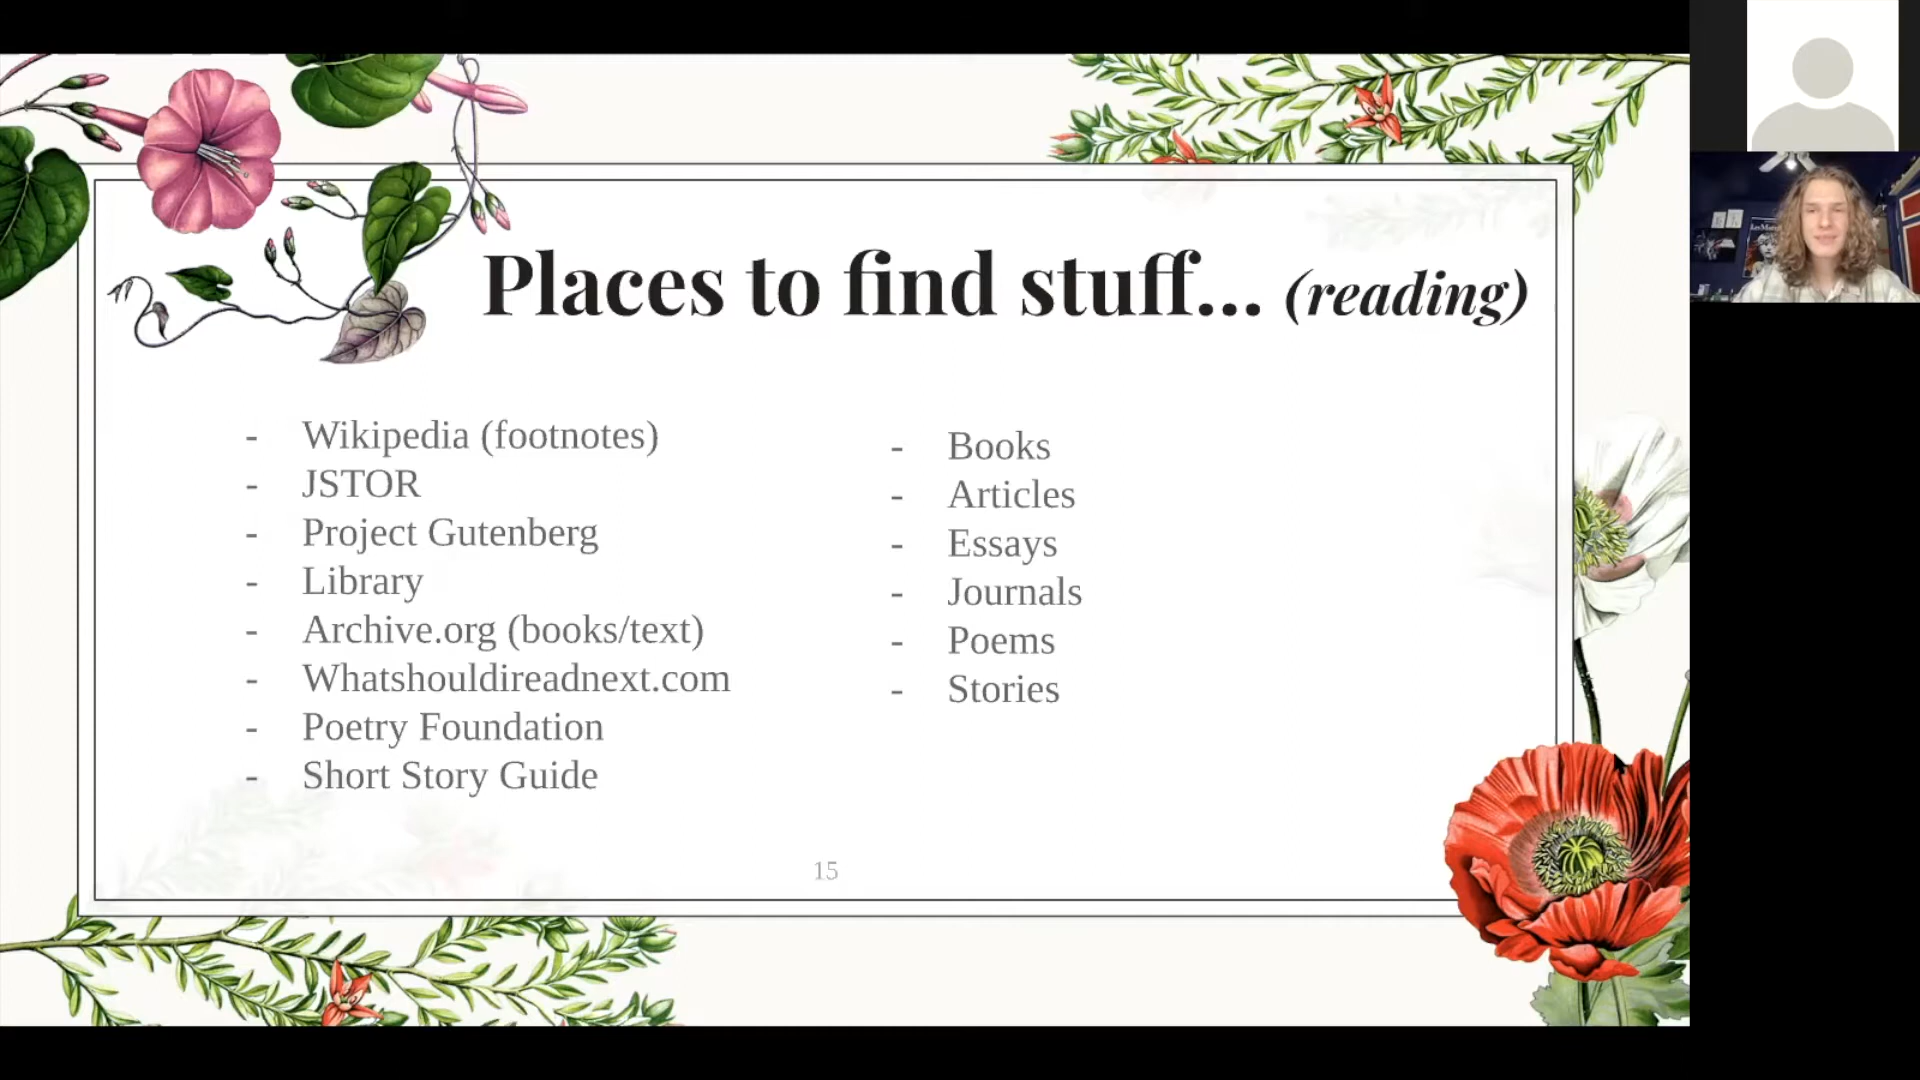 Places to find stuff... (reading)
- Wikipedia (footnotes)
- JSTOR
- Project Gutenberg
- Library
- Archive.org (books/text)
- Whatshouldireadnext.com
- Poetry Foundation
- Short Story Guide
- Books
- Articles
- Essays
- Journals
- Poems
- Stories
15